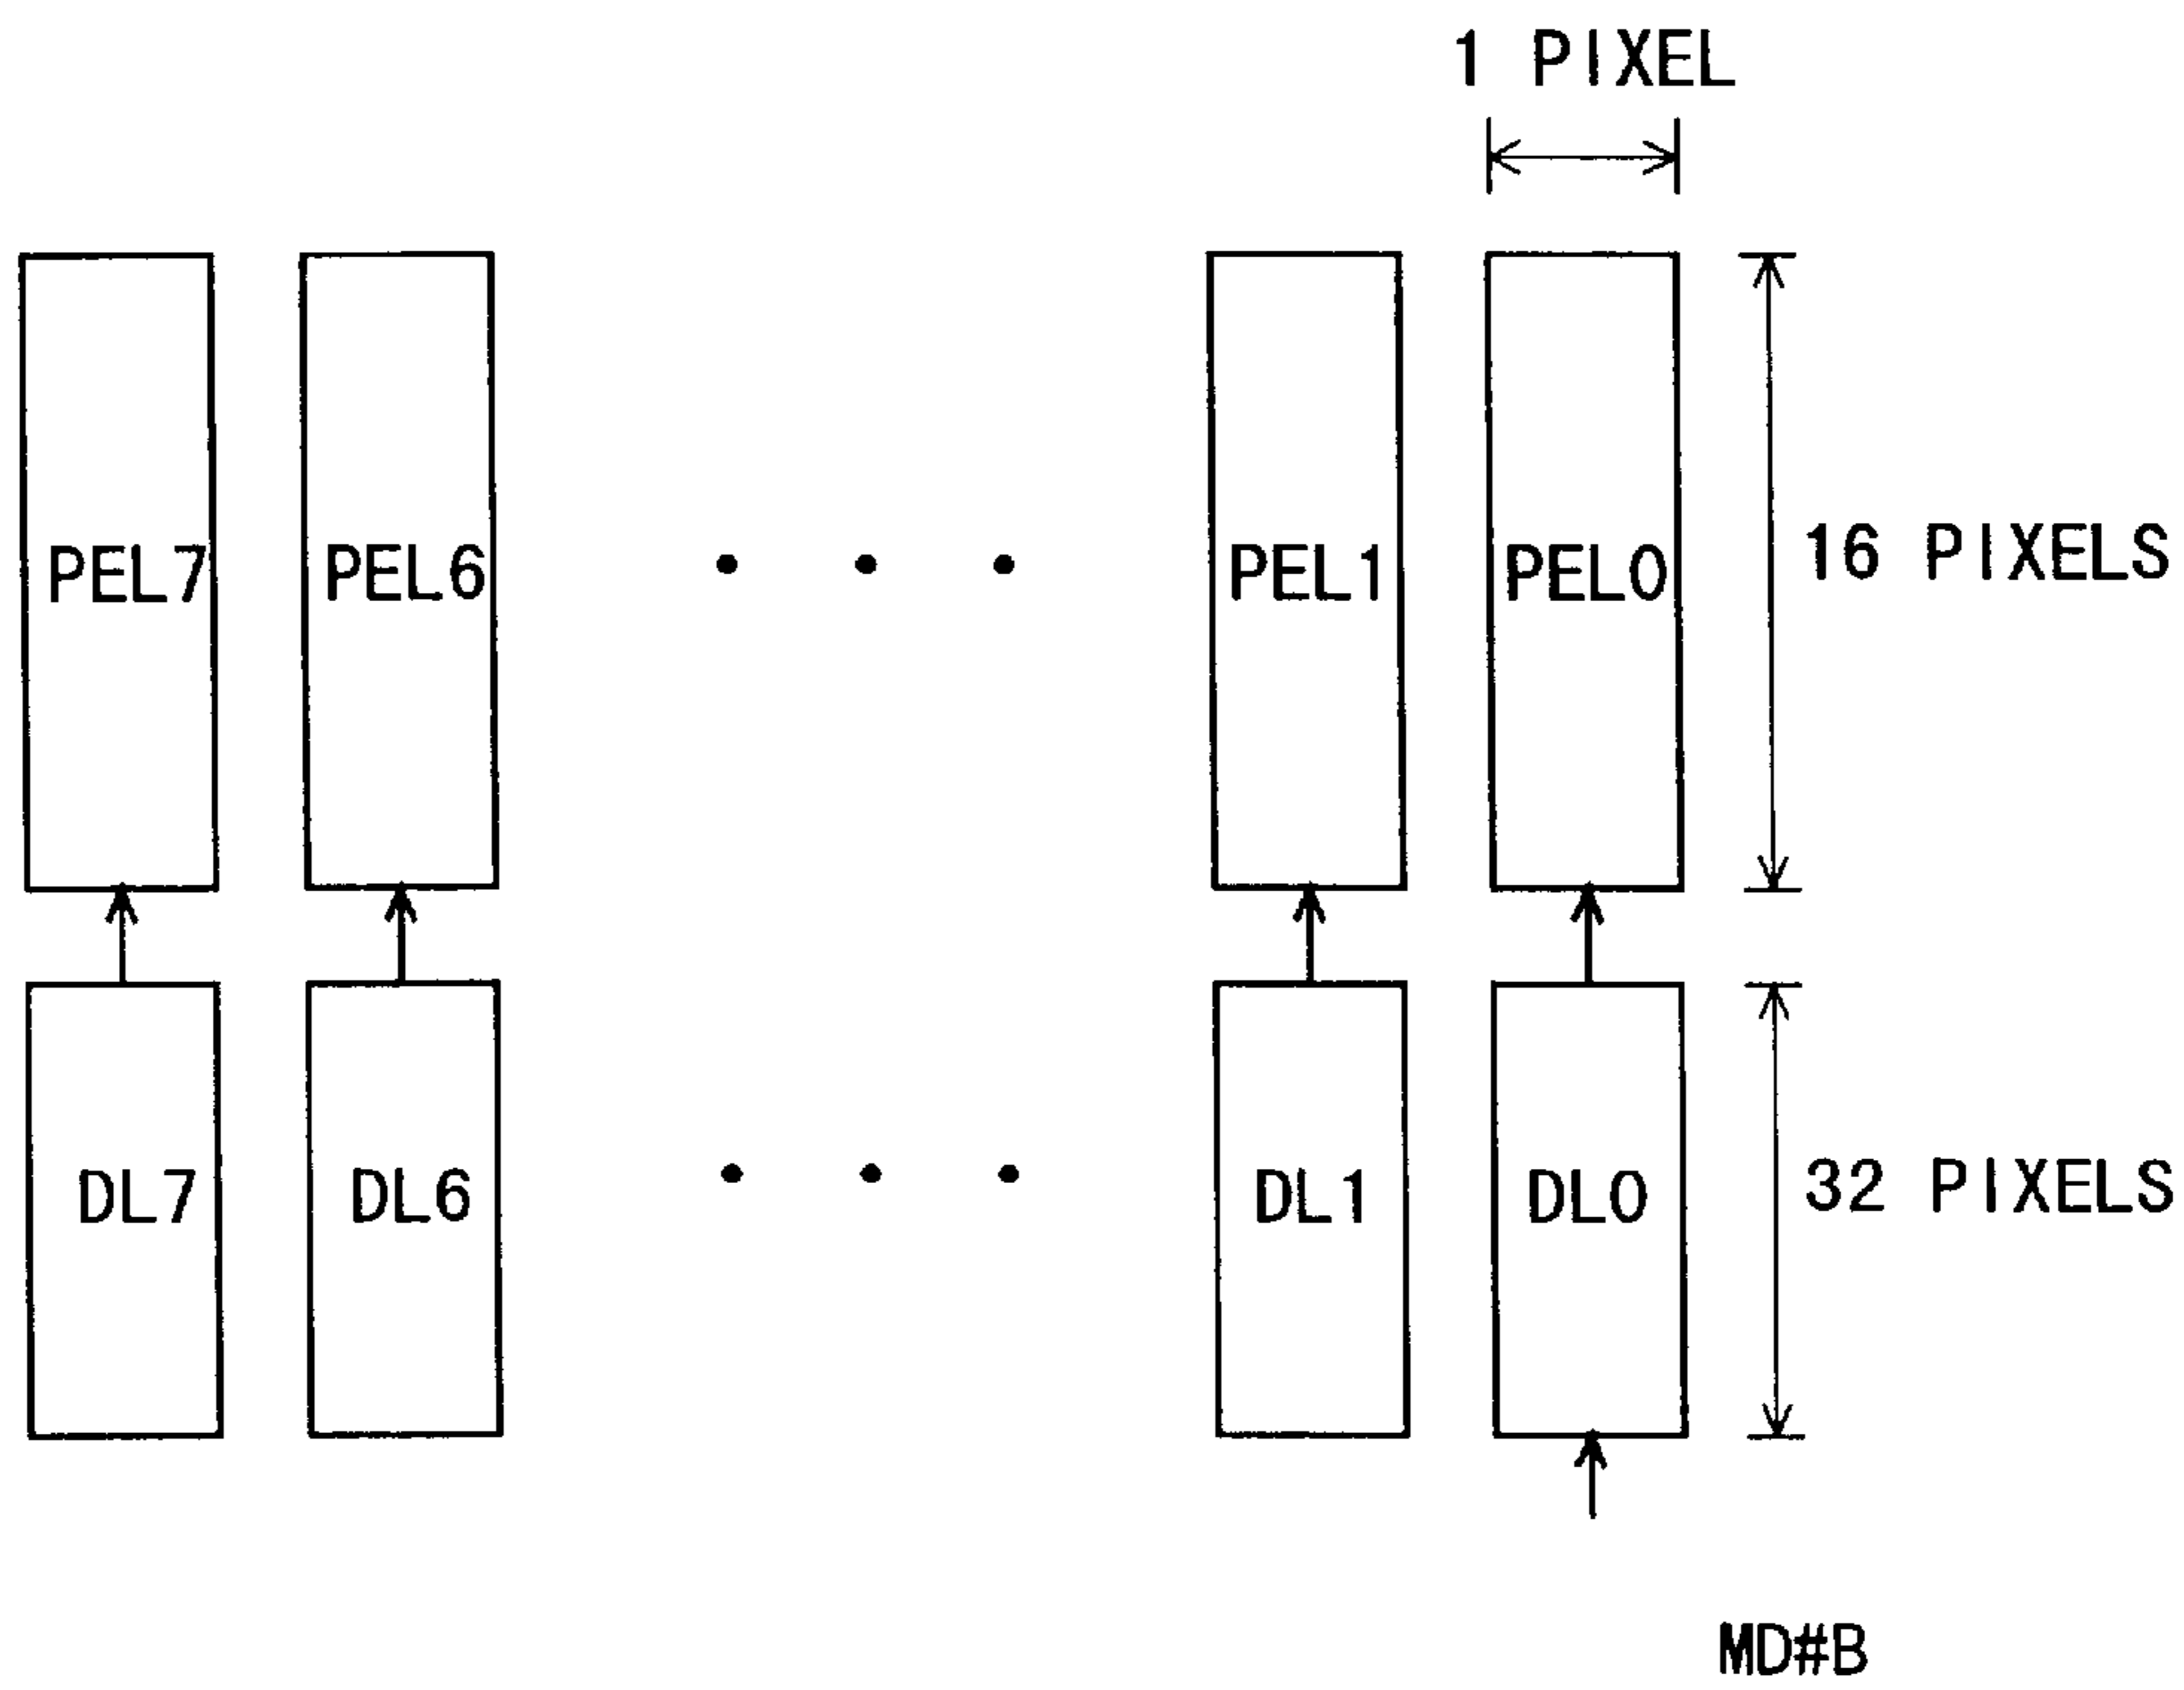 1 PIXEL
PEL7 PEL6 • • • PEL1 PEL0 16 PIXELS
DL7 DL6 • • • DL1 DL0 32 PIXELS
MD#B